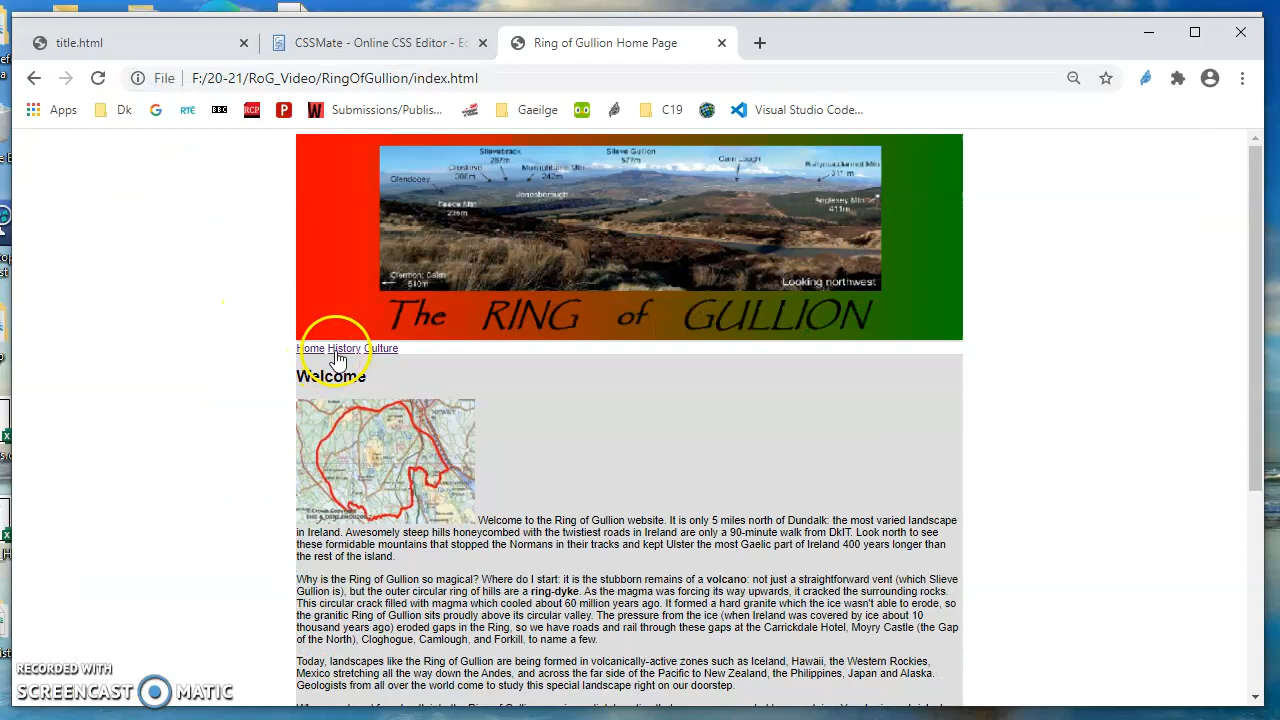 title.html
CSSMate - Online CSS Editor - Ec
Ring of Gullion Home Page
File
F:/20-21/RoG_Video/RingOfGullion/index.html
Apps
Dk
RTÉ
BBC
RCP
Submissions/Publis...
Gaeilge
C19
Visual Studio Code...
Slieve Gullion
577m
Glendooey
Jonesborough
411m
Looking northwest
The RING of GULLION
Home History Culture
Welcome
NEWRY
Welcome to the Ring of Gullion website. It is only 5 miles north of Dundalk: the most varied landscape
in Ireland. Awesomely steep hills honeycombed with the twistiest roads in Ireland are only a 90-minute walk from DkIT. Look north to see
these formidable mountains that stopped the Normans in their tracks and kept Ulster the most Gaelic part of Ireland 400 years longer than
the rest of the island.
Why is the Ring of Gullion so magical? Where do I start: it is the stubborn remains of a volcano: not just a straightforward vent (which Slieve
Gullion is), but the outer circular ring of hills are a ring-dyke. As the magma was forcing its way upwards, it cracked the surrounding rocks.
This circular crack filled with magma which cooled about 60 million years ago. It formed a hard granite which the ice wasn't able to erode, so
the granitic Ring of Gullion sits proudly above its circular valley. The pressure from the ice (when Ireland was covered by ice about 10
thousand years ago) eroded gaps in the Ring, so we have roads and rail through these gaps at the Carrickdale Hotel, Moyry Castle (the Gap
of the North), Cloghogue, Camlough, and Forkill, to name a few.
Today, landscapes like the Ring of Gullion are being formed in volcanically-active zones such as Iceland, Hawaii, the Western Rockies,
Mexico stretching all the way down the Andes, and across the far side of the Pacific to New Zealand, the Philippines, Japan and Alaska.
Geologists from all over the world come to study this special landscape right on our doorstep.
RECORDED WITH
SCREENCAST MATIC